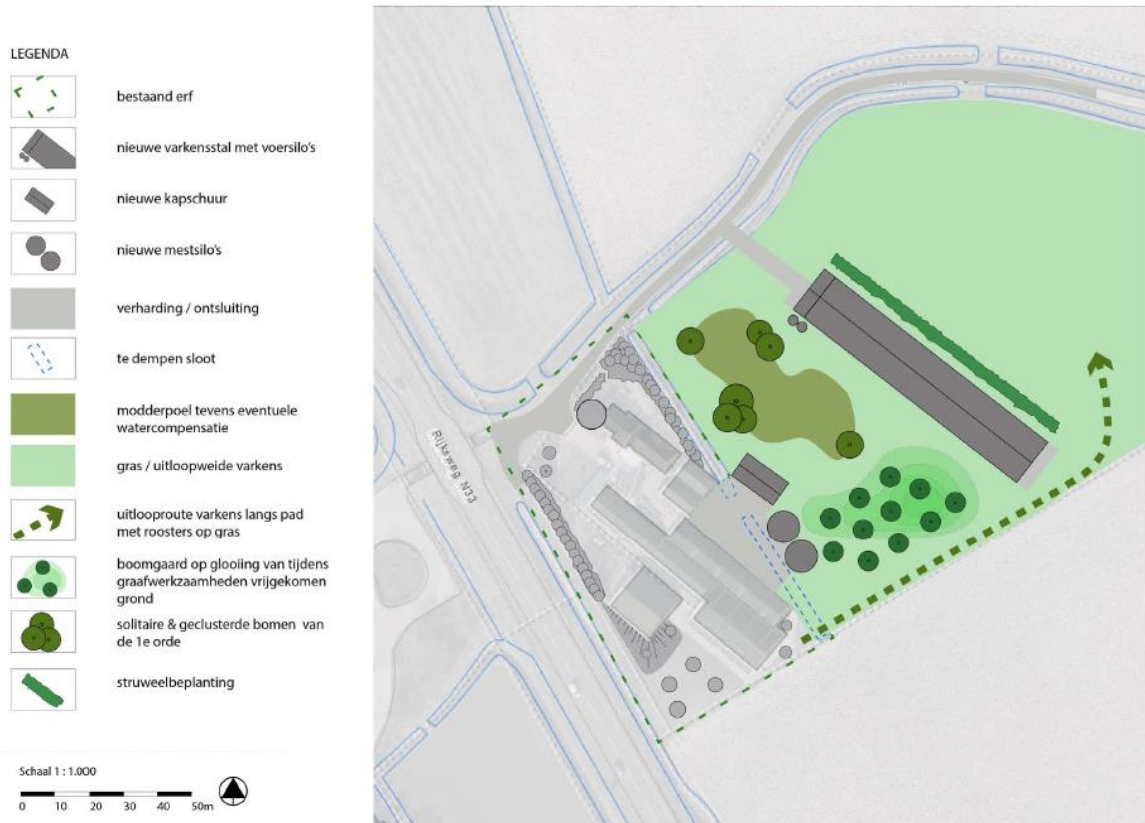 LEGENDA
bestaand erf
nieuwe varkensstal met voersilo's
nieuwe kapschuur
nieuwe mestsilo's
verharding / ontsluiting
te dempen sloot
modderpoel tevens eventuele
watercompensatie
gras / uitloopweide varkens
uitlooproute varkens langs pad
met roosters op gras
boomgaard op glooiing van tijdens
graafwerkzaamheden vrijgekomen
grond
solitaire & geclusterde bomen van
de 1e orde
struweelbeplanting
Schaal 1 : 1.000
0 10 20 30 40 50m
Rijksweg N33